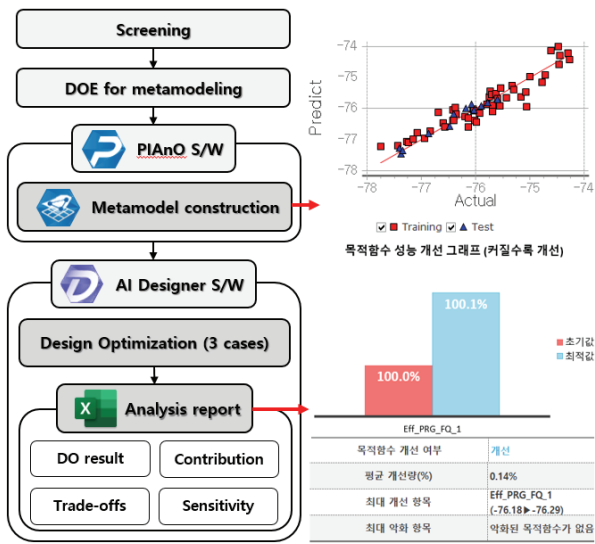 Screening
DOE for metamodeling
PIAnO S/W
Metamodel construction
AI Designer S/W
Design Optimization (3 cases)
Analysis report
DO result
Contribution
Trade-offs
Sensitivity
Predict
-74
-75
-76
-77
-78
-78
-77
-76
-75
-74
Actual
Training
Test
목적함수 성능 개선 그래프 (커질수록 개선)
100.0%
100.1%
초기값
최적값
Eff_PRG_FQ_1
목적함수 개선 여부
개선
평균 개선량(%)
0.14%
최대 개선 항목
Eff_PRG_FQ_1
(-76.18▶-76.29)
최대 악화 항목
악화된 목적함수가 없음